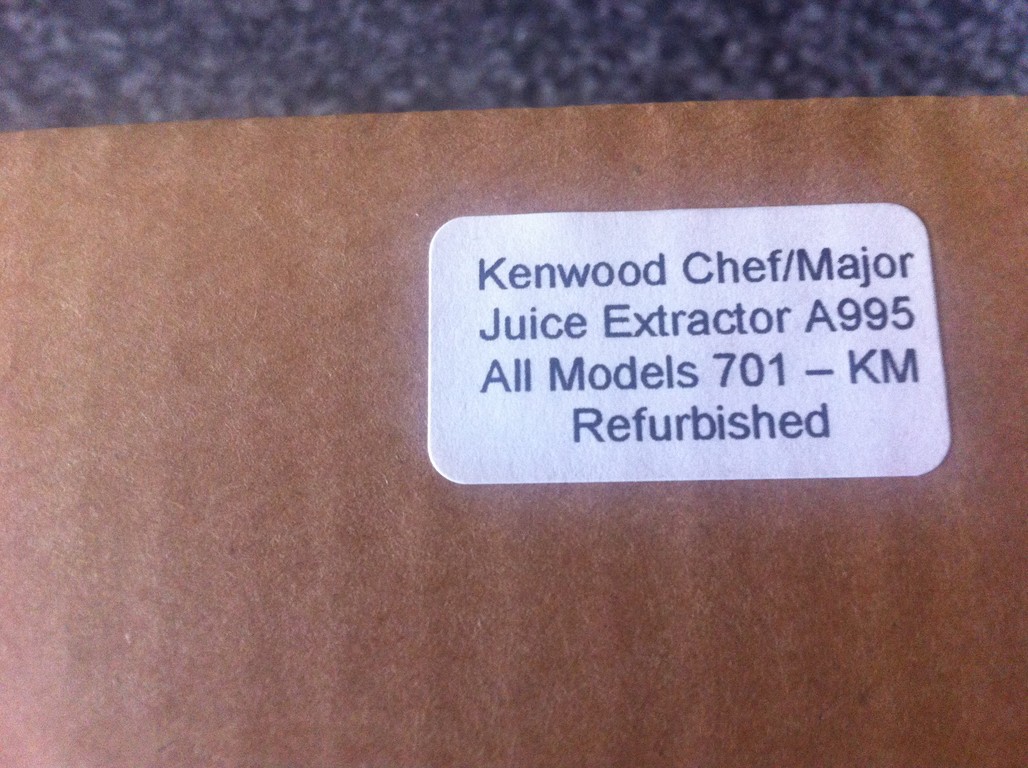 Kenwood Chef/Major
Juice Extractor A995
All Models 701 – KM
Refurbished